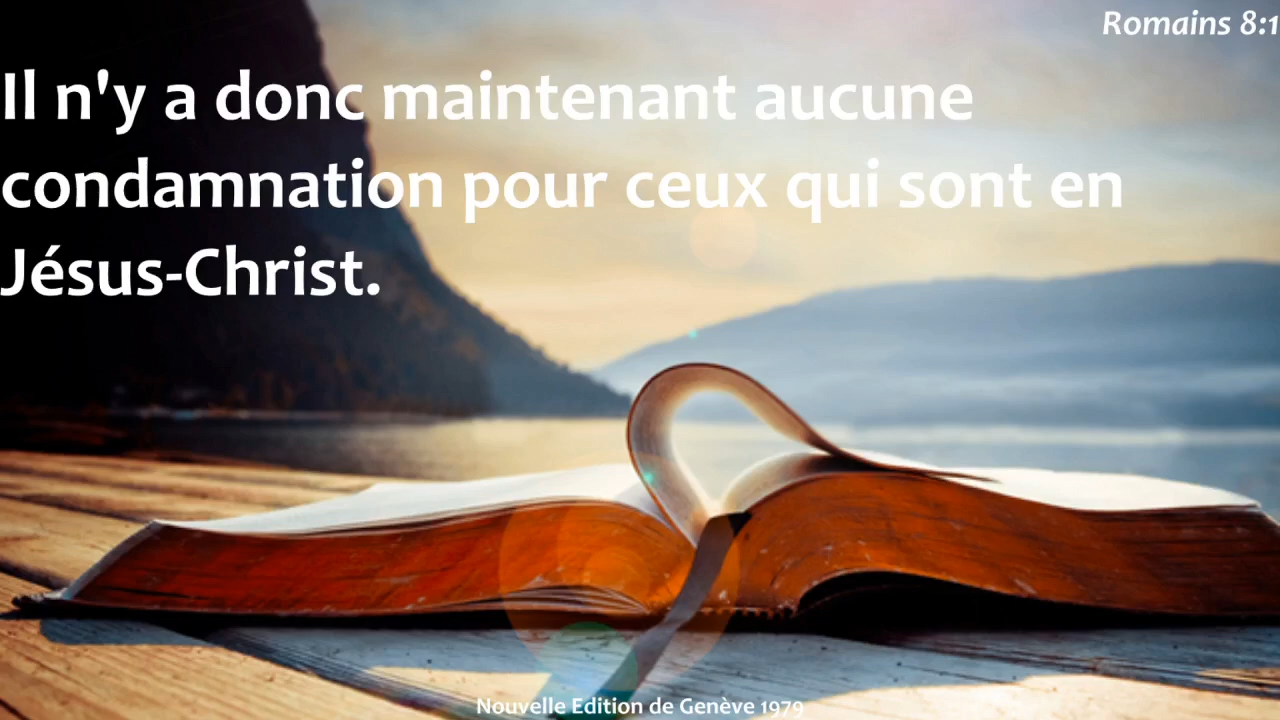 Romains 8:1
Il n'y a donc maintenant aucune
condamnation pour ceux qui sont en
Jésus-Christ.
Nouvelle Edition de Genève 1979